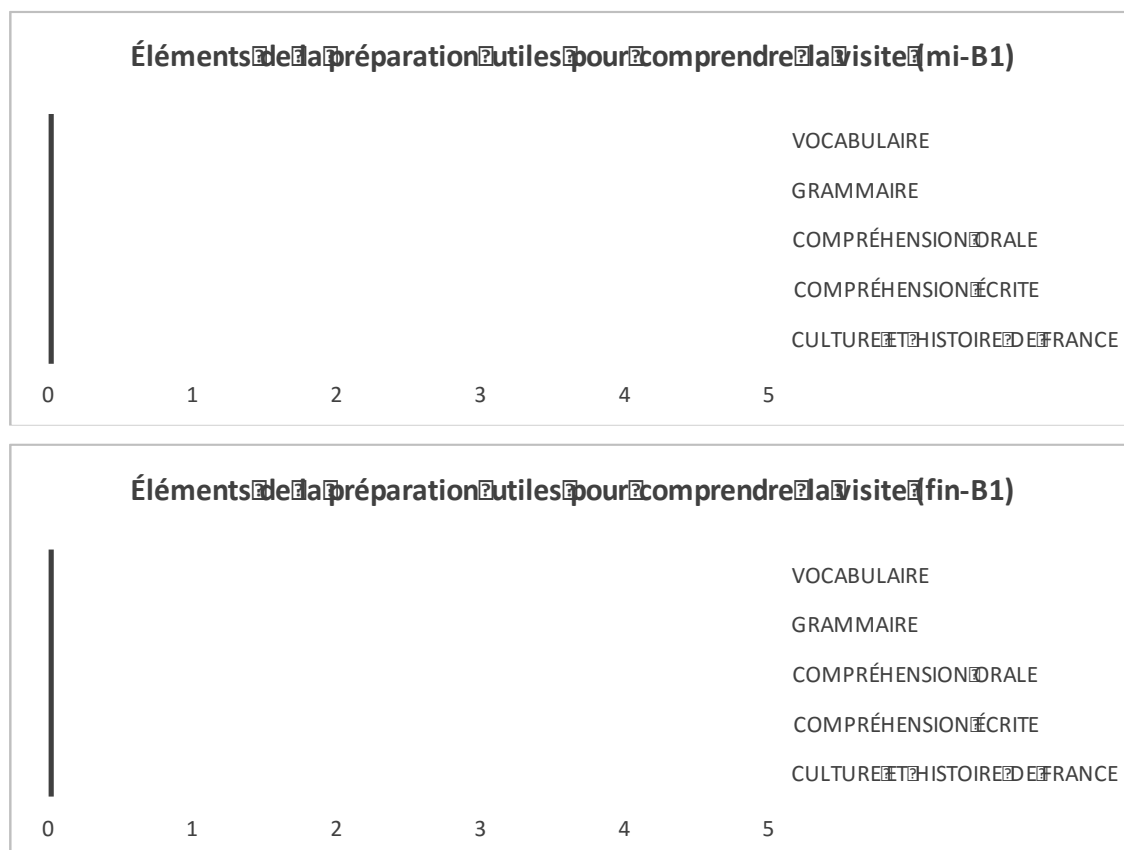 Éléments de la préparation utiles pour comprendre la visite (mi-B1)
VOCABULAIRE
GRAMMAIRE
COMPRÉHENSION ORALE
COMPRÉHENSION ÉCRITE
CULTURE ET HISTOIRE DE FRANCE
0 1 2 3 4 5
Éléments de la préparation utiles pour comprendre la visite (fin-B1)
VOCABULAIRE
GRAMMAIRE
COMPRÉHENSION ORALE
COMPRÉHENSION ÉCRITE
CULTURE ET HISTOIRE DE FRANCE
0 1 2 3 4 5